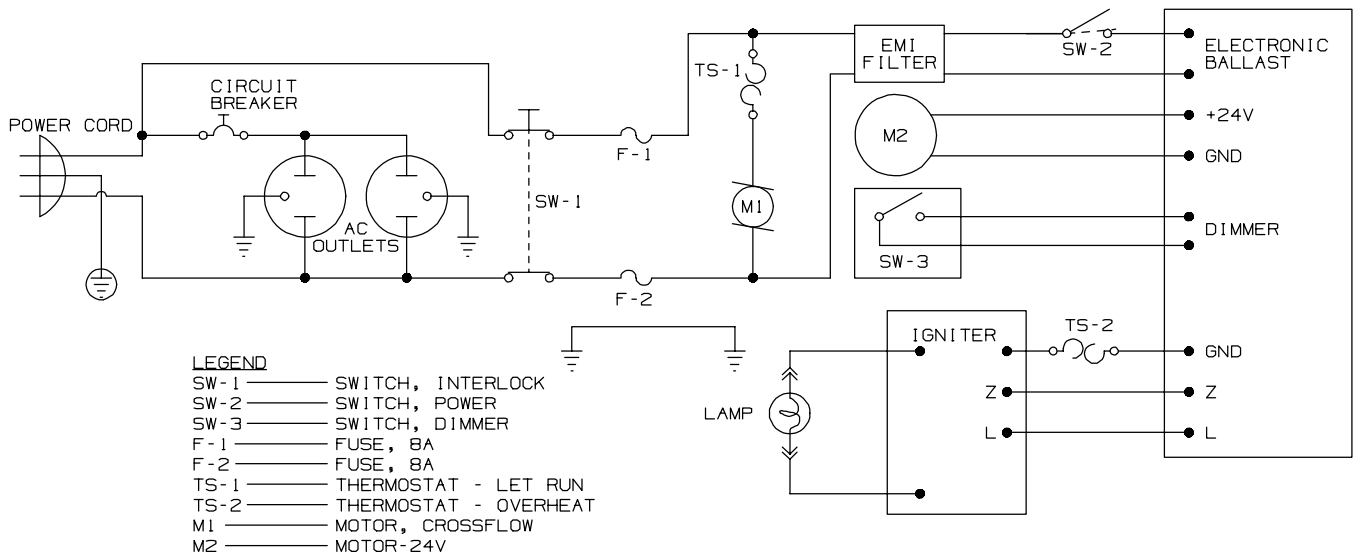 EMI
FILTER
SW-2
ELECTRONIC
BALLAST
TS-1
CIRCUIT
BREAKER
POWER CORD
+24V
M2
F-1
GND
SW-1
M1
AC
OUTLETS
DIMMER
SW-3
F-2
IGNITER
TS-2
GND
LEGEND
SW-1 SWITCH, INTERLOCK
SW-2 SWITCH, POWER
SW-3 SWITCH, DIMMER
F-1 FUSE, 8A
F-2 FUSE, 8A
TS-1 THERMOSTAT - LET RUN
TS-2 THERMOSTAT - OVERHEAT
M1 MOTOR, CROSSFLOW
M2 MOTOR-24V
LAMP
Z
Z
L
L